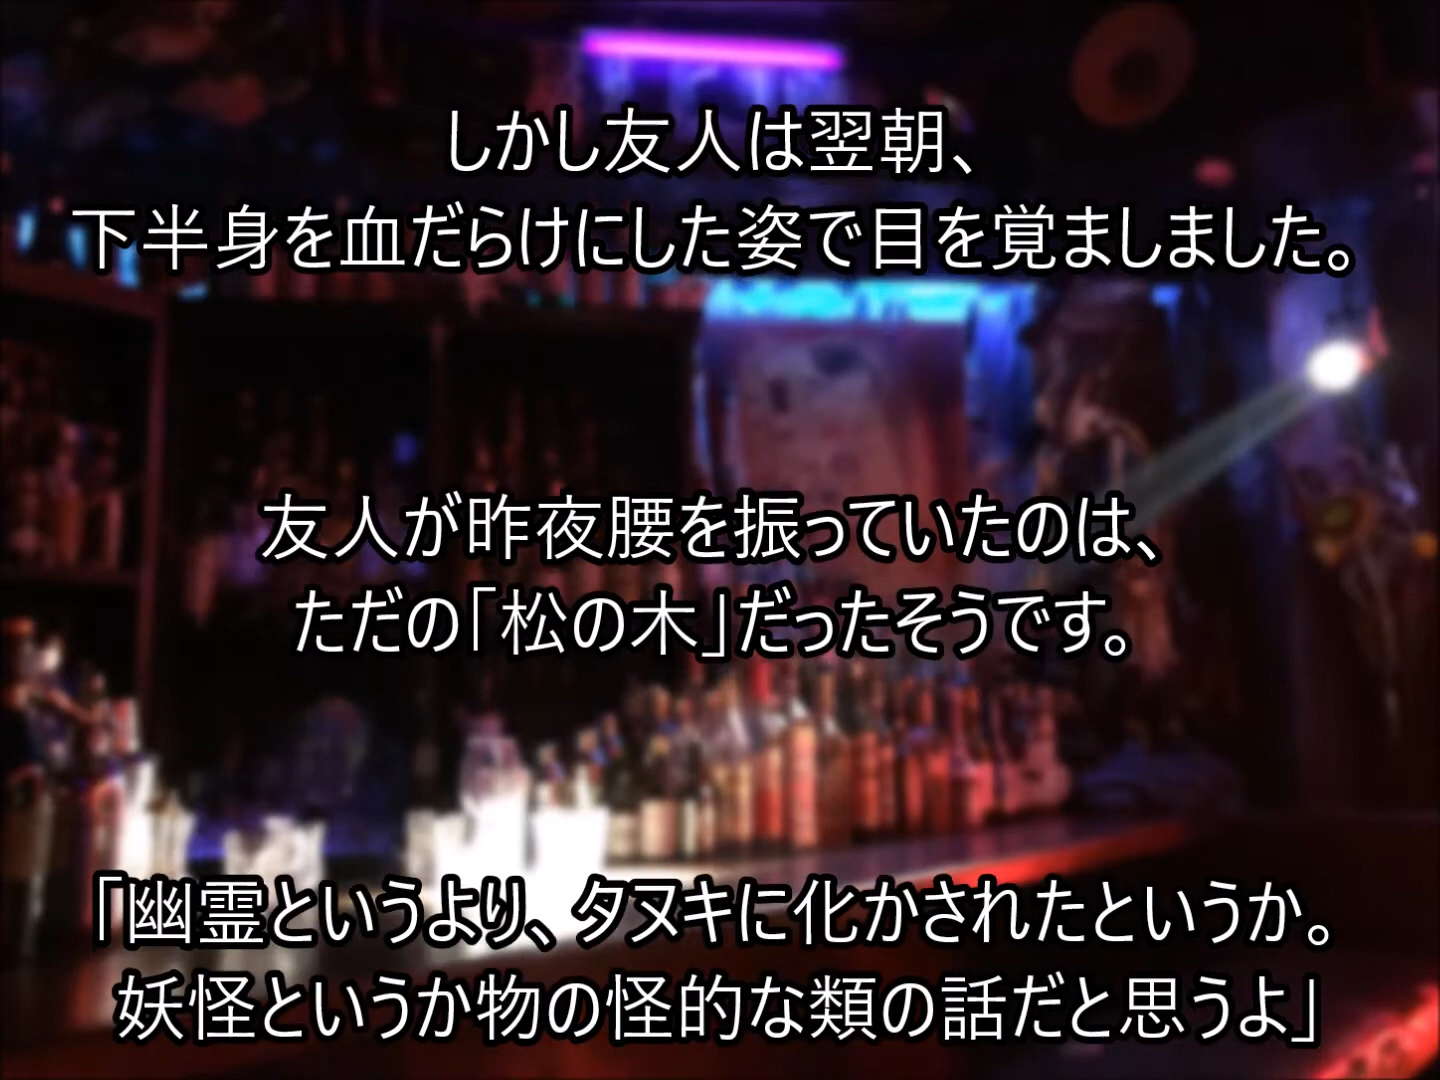 しかし友人は翌朝、
下半身を血だらけにした姿で目を覚ましました。
友人が昨夜腰を振っていたのは、
ただの「松の木」だったそうです。
「幽霊というより、タヌキに化かされたというか。
妖怪というか物の怪的な類の話だと思うよ」